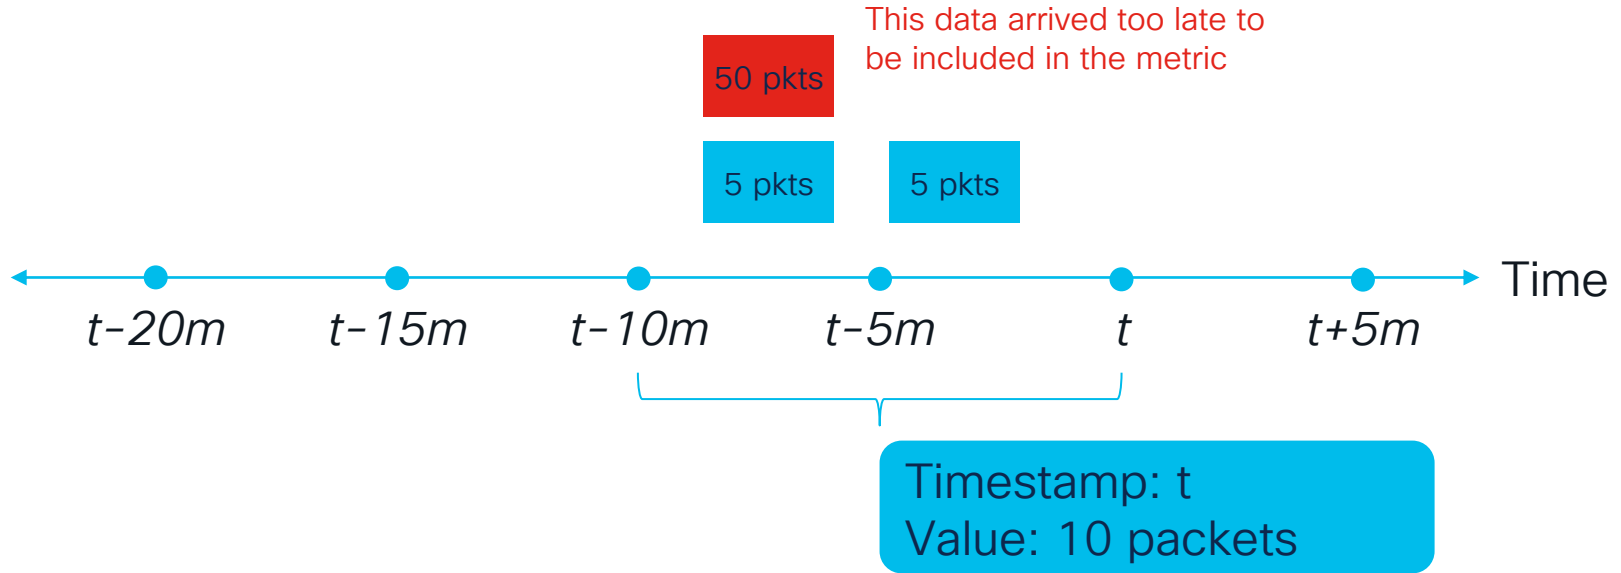 This data arrived too late to
be included in the metric
50 pkts
5 pkts
5 pkts
Time
t-20m
t-15m
t-10m
t-5m
t
t+5m
Timestamp: t
Value: 10 packets